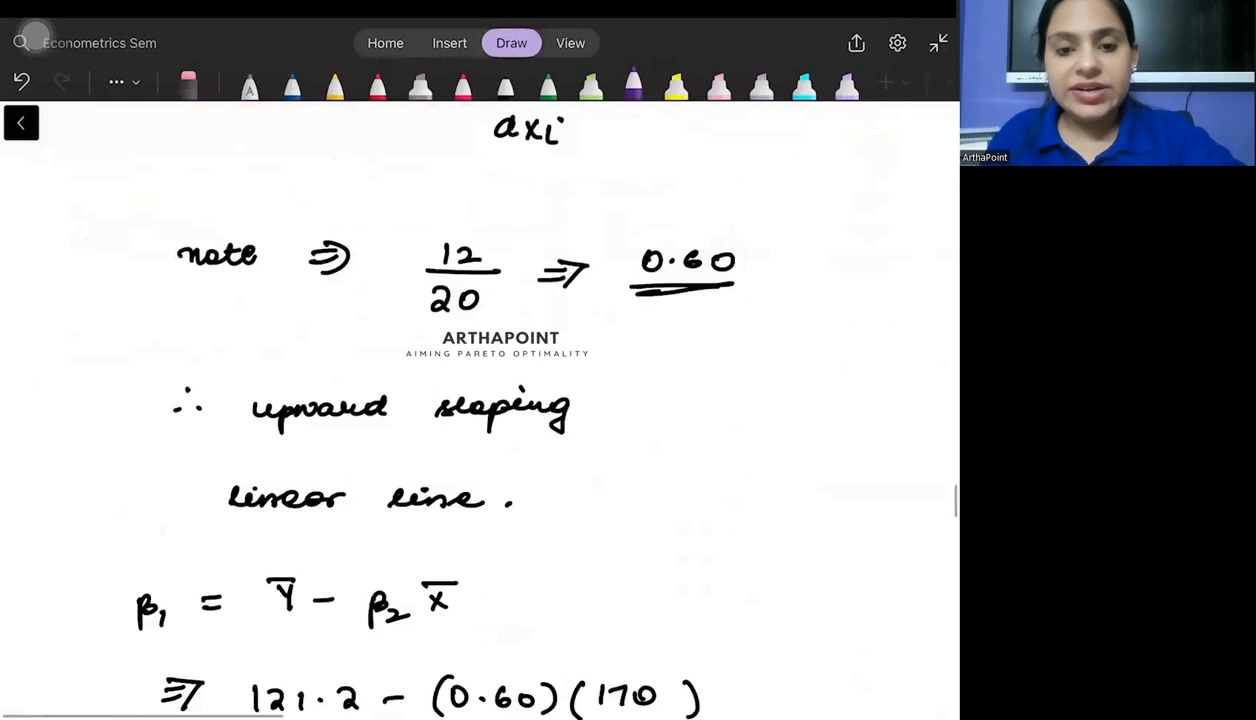 Econometrics Sem
Home Insert Draw View
A
ArthaPoint
dxi
note ⇒ 12/20 ⇒ 0.60
ARTHAPOINT
AIMING PARETO OPTIMALITY
∴ upward sloping
linear line.
β₁ = Y̅ - β₂ X̅
⇒ 121.2 - (0.60)(170 )